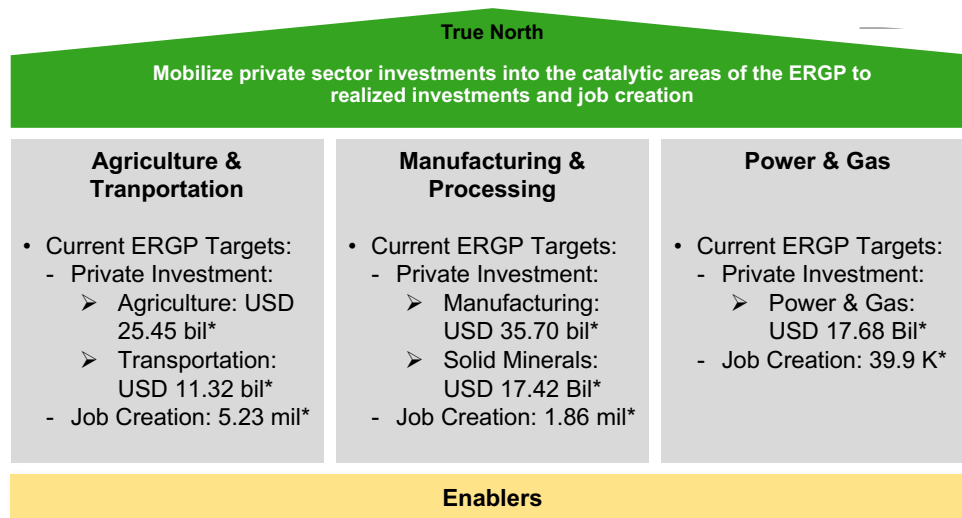 True North
Mobilize private sector investments into the catalytic areas of the ERGP to
realized investments and job creation
Agriculture &
Tranportation
• Current ERGP Targets:
- Private Investment:
➢ Agriculture: USD
25.45 bil*
➢ Transportation:
USD 11.32 bil*
- Job Creation: 5.23 mil*
Manufacturing &
Processing
• Current ERGP Targets:
- Private Investment:
➢ Manufacturing:
USD 35.70 bil*
➢ Solid Minerals:
USD 17.42 Bil*
- Job Creation: 1.86 mil*
Power & Gas
• Current ERGP Targets:
- Private Investment:
➢ Power & Gas:
USD 17.68 Bil*
- Job Creation: 39.9 K*
Enablers